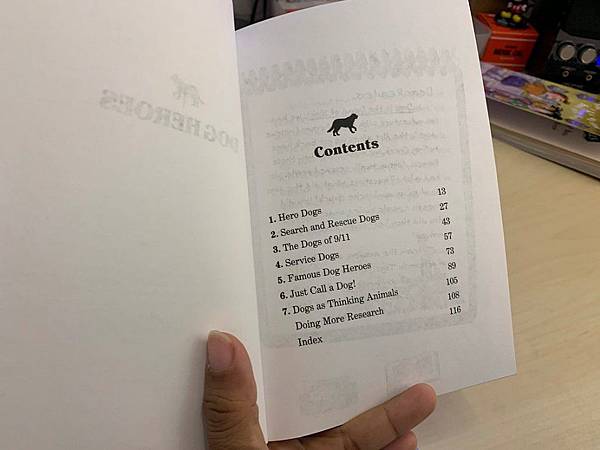 DOG HEROES
Contents
1. Hero Dogs 13
2. Search and Rescue Dogs 27
3. The Dogs of 9/11 43
4. Service Dogs 57
5. Famous Dog Heroes 73
6. Just Call a Dog! 89
7. Dogs as Thinking Animals 105
Doing More Research 108
Index 116